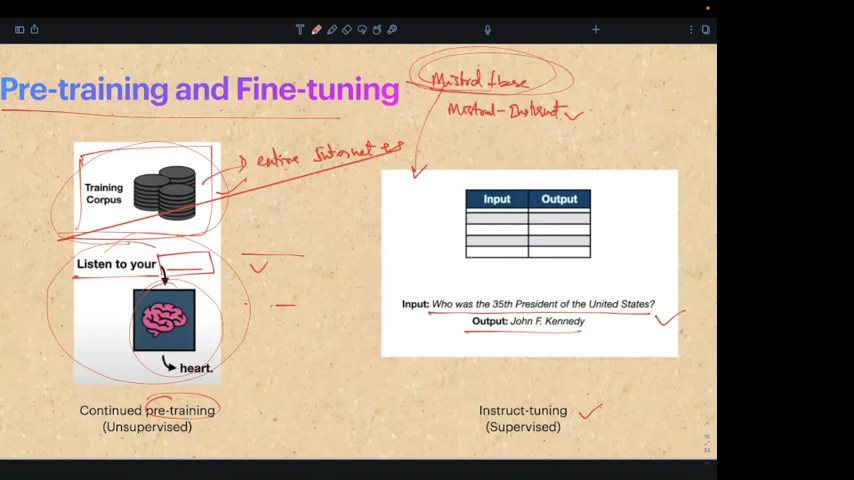 Pre-training and Fine-tuning
Mistral
Mistral-Instruct
entire Internet
Training
Corpus
Listen to your
heart.
Continued pre-training
(Unsupervised)
Input Output
Input: Who was the 35th President of the United States?
Output: John F. Kennedy
Instruct-tuning
(Supervised)